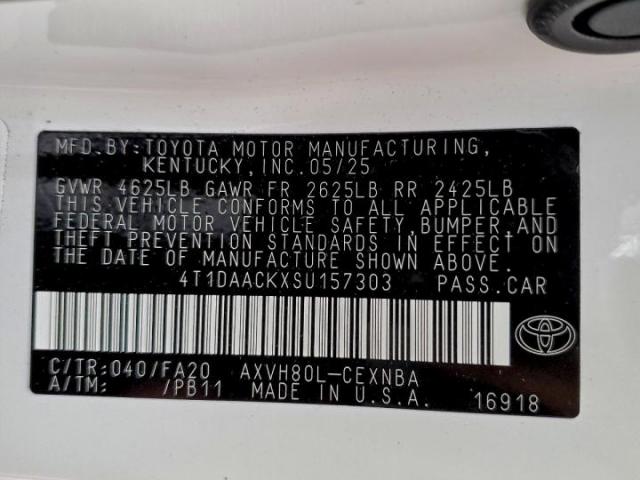 MFD.BY:TOYOTA MOTOR MANUFACTURING,
KENTUCKY,INC.05/25
GVWR 4625LB GAWR FR 2625LB RR 2425LB
THIS VEHICLE CONFORMS TO ALL APPLICABLE
FEDERAL MOTOR VEHICLE SAFETY,BUMPER,AND
THEFT PREVENTION STANDARDS IN EFFECT ON
THE DATE OF MANUFACTURE SHOWN ABOVE.
4T1DAACKXSU157303 PASS.CAR
C/TR:040/FA20 AXVH80L-CEXNBA
A/TM: /PB11 MADE IN U.S.A. 16918